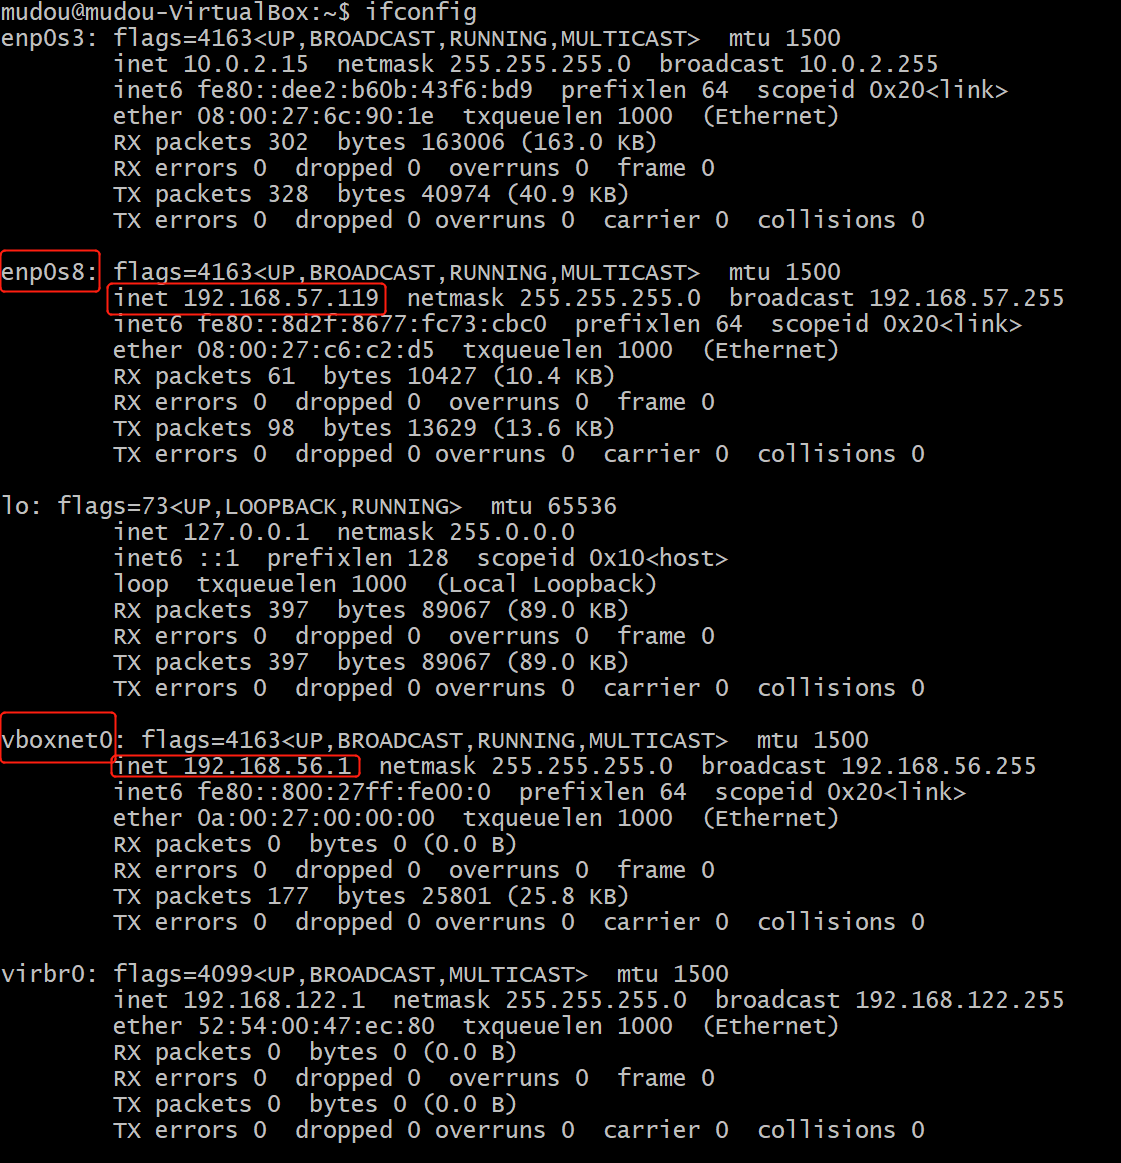 mudou@mudou-VirtualBox:~$ ifconfig
enp0s3: flags=4163<UP,BROADCAST,RUNNING,MULTICAST>  mtu 1500
        inet 10.0.2.15  netmask 255.255.255.0  broadcast 10.0.2.255
        inet6 fe80::dee2:b60b:43f6:bd9  prefixlen 64  scopeid 0x20<link>
        ether 08:00:27:6c:90:1e  txqueuelen 1000  (Ethernet)
        RX packets 302  bytes 163006 (163.0 KB)
        RX errors 0  dropped 0  overruns 0  frame 0
        TX packets 328  bytes 40974 (40.9 KB)
        TX errors 0  dropped 0 overruns 0  carrier 0  collisions 0
enp0s8: flags=4163<UP,BROADCAST,RUNNING,MULTICAST>  mtu 1500
        inet 192.168.57.119  netmask 255.255.255.0  broadcast 192.168.57.255
        inet6 fe80::8d2f:8677:fc73:cbc0  prefixlen 64  scopeid 0x20<link>
        ether 08:00:27:c6:c2:d5  txqueuelen 1000  (Ethernet)
        RX packets 61  bytes 10427 (10.4 KB)
        RX errors 0  dropped 0  overruns 0  frame 0
        TX packets 98  bytes 13629 (13.6 KB)
        TX errors 0  dropped 0 overruns 0  carrier 0  collisions 0
lo: flags=73<UP,LOOPBACK,RUNNING>  mtu 65536
        inet 127.0.0.1  netmask 255.0.0.0
        inet6 ::1  prefixlen 128  scopeid 0x10<host>
        loop  txqueuelen 1000  (Local Loopback)
        RX packets 397  bytes 89067 (89.0 KB)
        RX errors 0  dropped 0  overruns 0  frame 0
        TX packets 397  bytes 89067 (89.0 KB)
        TX errors 0  dropped 0 overruns 0  carrier 0  collisions 0
vboxnet0: flags=4163<UP,BROADCAST,RUNNING,MULTICAST>  mtu 1500
        inet 192.168.56.1  netmask 255.255.255.0  broadcast 192.168.56.255
        inet6 fe80::800:27ff:fe00:0  prefixlen 64  scopeid 0x20<link>
        ether 0a:00:27:00:00:00  txqueuelen 1000  (Ethernet)
        RX packets 0  bytes 0 (0.0 B)
        RX errors 0  dropped 0  overruns 0  frame 0
        TX packets 177  bytes 25801 (25.8 KB)
        TX errors 0  dropped 0 overruns 0  carrier 0  collisions 0
virbr0: flags=4099<UP,BROADCAST,MULTICAST>  mtu 1500
        inet 192.168.122.1  netmask 255.255.255.0  broadcast 192.168.122.255
        ether 52:54:00:47:ec:80  txqueuelen 1000  (Ethernet)
        RX packets 0  bytes 0 (0.0 B)
        RX errors 0  dropped 0  overruns 0  frame 0
        TX packets 0  bytes 0 (0.0 B)
        TX errors 0  dropped 0 overruns 0  carrier 0  collisions 0